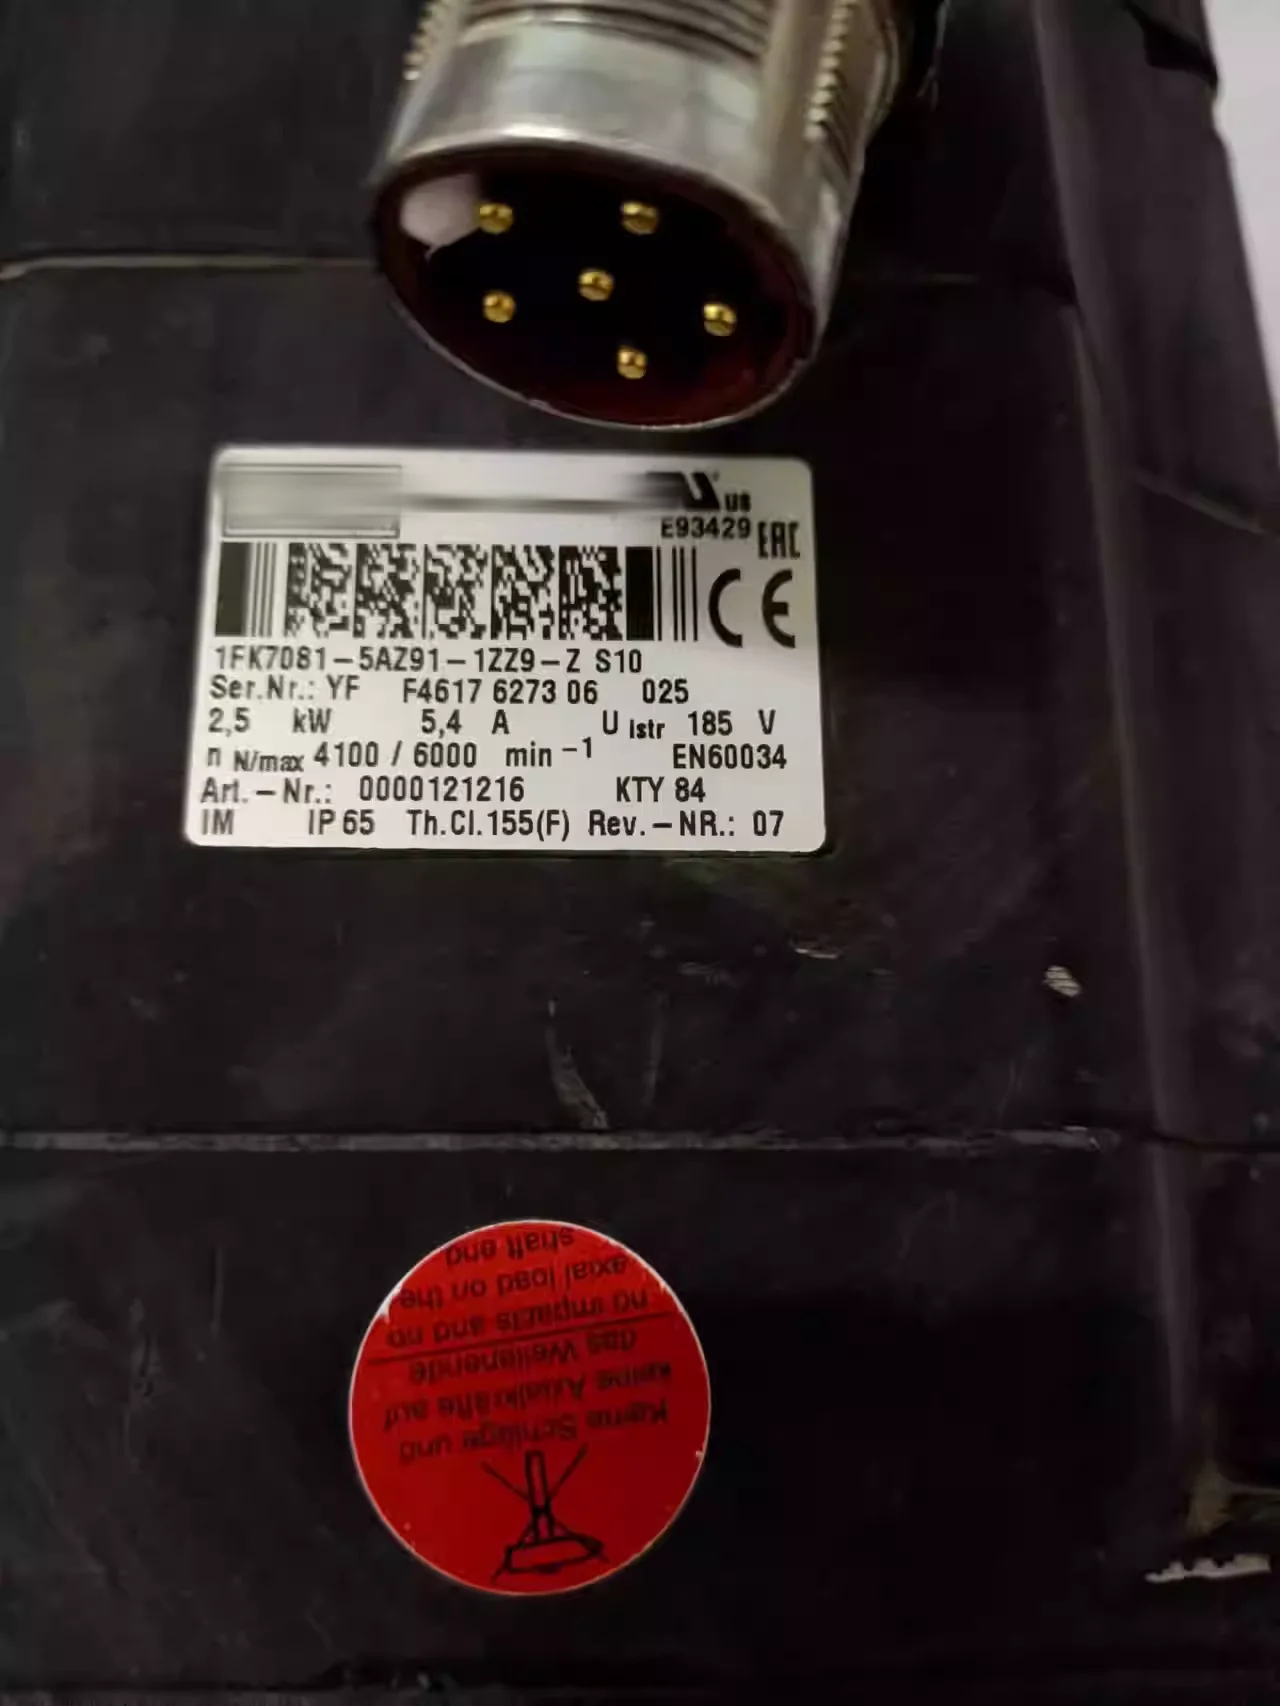 US
E93429 EAC
CE
1FK7081-5AZ91-1ZZ9-Z S10
Ser.Nr.: YF F4617 6273 06 025
2,5 kW 5,4 A U Istr 185 V
n N/max 4100 / 6000 min -1 EN60034
Art.-Nr.: 0000121216 KTY 84
IM IP 65 Th.Cl.155(F) Rev.-NR.: 07
Keine Schläge und
keine Axialkräfte auf
das Wellenende
no impacts and no
axial load on the
shaft end